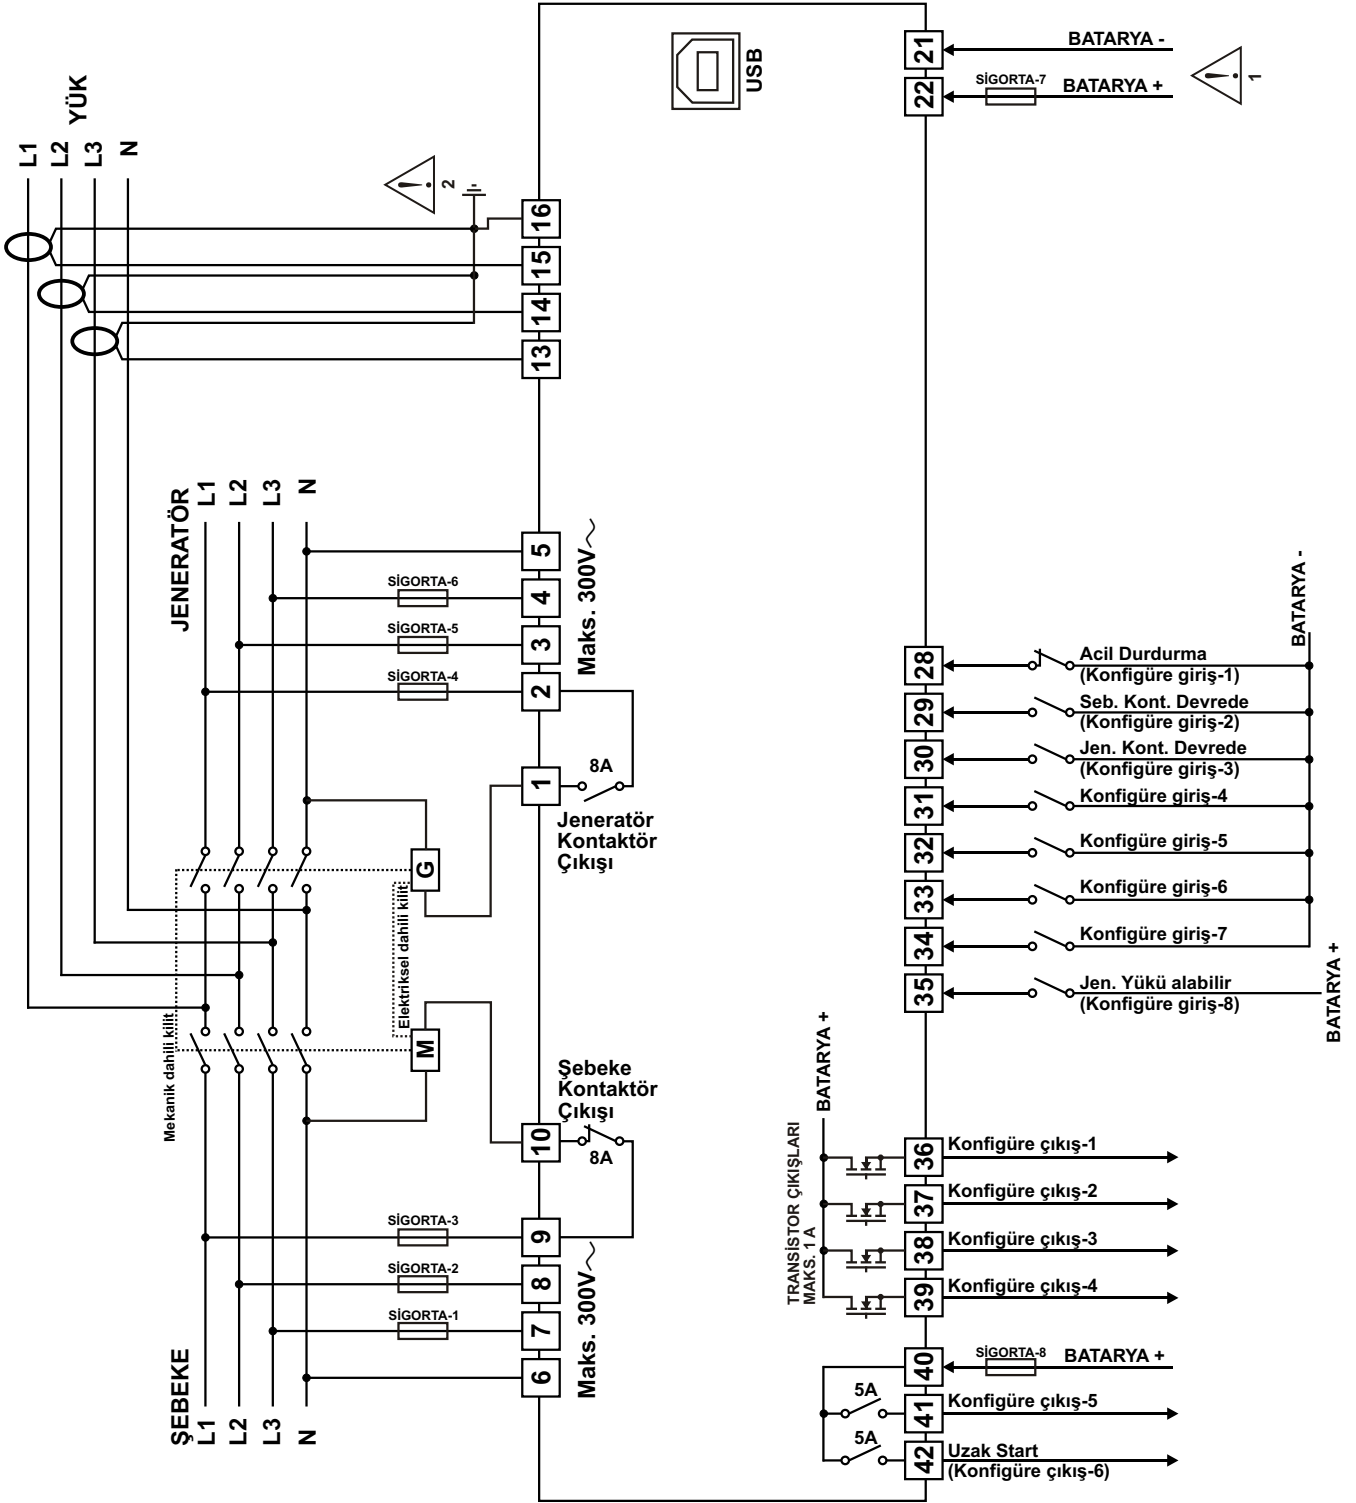 L1
L2
L3
N
YÜK
2
16
15
14
13
JENERATÖR
L1
L2
L3
N
SİGORTA-6
SİGORTA-5
SİGORTA-4
5
4
3
2
1
Maks. 300V
8A
Jeneratör
Kontaktör
Çıkışı
G
Elektriksel dahili kilit
Mekanik dahili kilit
M
Şebeke
Kontaktör
Çıkışı
8A
10
9
8
7
6
Maks. 300V
SİGORTA-3
SİGORTA-2
SİGORTA-1
ŞEBEKE
L1
L2
L3
N
USB
21
BATARYA -
22
SİGORTA-7
BATARYA +
1
BATARYA -
28
Acil Durdurma
(Konfigüre giriş-1)
29
Seb. Kont. Devrede
(Konfigüre giriş-2)
30
Jen. Kont. Devrede
(Konfigüre giriş-3)
31
Konfigüre giriş-4
32
Konfigüre giriş-5
33
Konfigüre giriş-6
34
Konfigüre giriş-7
35
Jen. Yükü alabilir
(Konfigüre giriş-8)
BATARYA +
BATARYA +
TRANSİSTOR ÇIKIŞLARI
MAKS. 1 A
36
Konfigüre çıkış-1
37
Konfigüre çıkış-2
38
Konfigüre çıkış-3
39
Konfigüre çıkış-4
40
SİGORTA-8
BATARYA +
5A
41
Konfigüre çıkış-5
5A
42
Uzak Start
(Konfigüre çıkış-6)